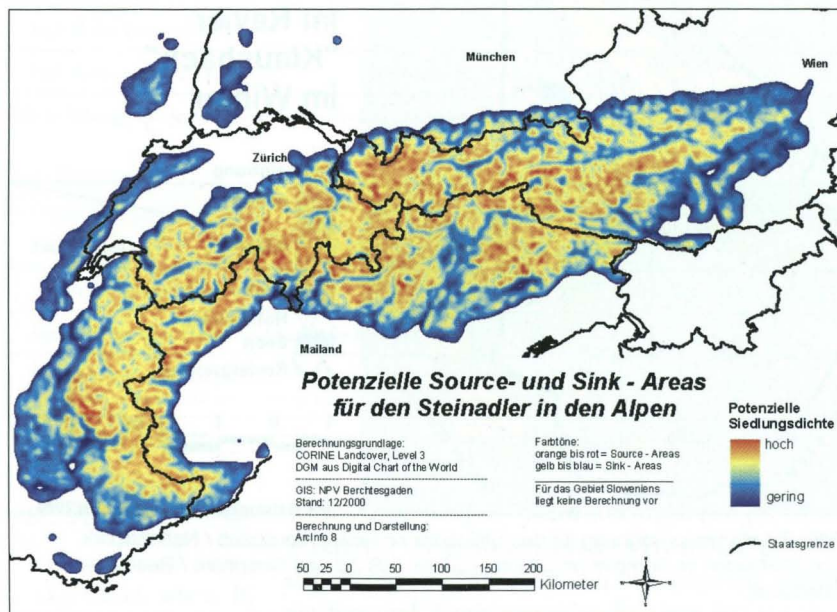 München
Wien
Zürich
Mailand
Potenzielle Source- und Sink - Areas
für den Steinadler in den Alpen
Berechnungsgrundlage:
CORINE Landcover, Level 3
DGM aus Digital Chart of the World
GIS: NPV Berchtesgaden
Stand: 12/2000
Berechnung und Darstellung:
ArcInfo 8
Farbtöne:
orange bis rot = Source - Areas
gelb bis blau = Sink - Areas
Für das Gebiet Sloweniens
liegt keine Berechnung vor
Potenzielle
Siedlungsdichte
hoch
gering
Staatsgrenze
50 25 0 50 100 150 200
Kilometer